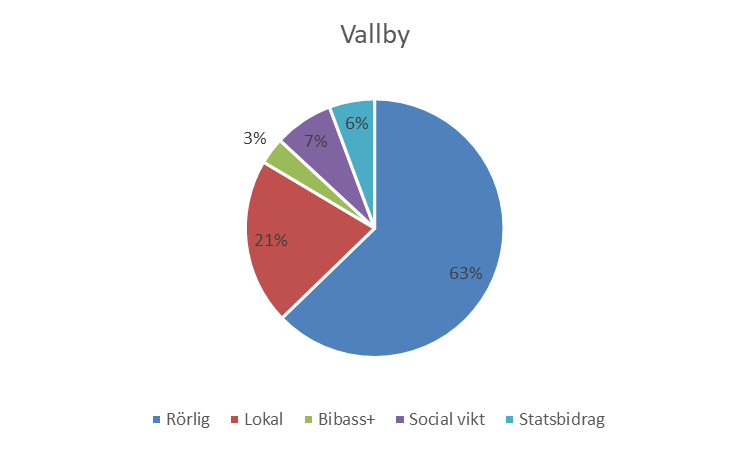 Vallby
6%
3%
7%
21%
63%
Rörlig Lokal Bibass+ Social vikt Statsbidrag